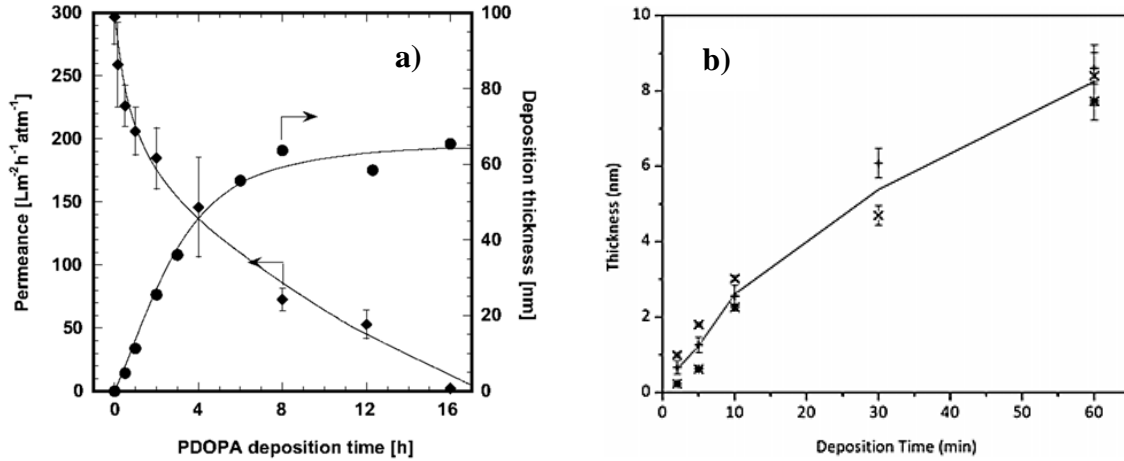 a)
Permeance [Lm⁻²h⁻¹atm⁻¹]
300
250
200
150
100
50
0
100
80
60
40
20
0
Deposition thickness [nm]
0 4 8 12 16
PDOPA deposition time [h]
b)
Thickness (nm)
10
8
6
4
2
0
0 10 20 30 40 50 60
Deposition Time (min)